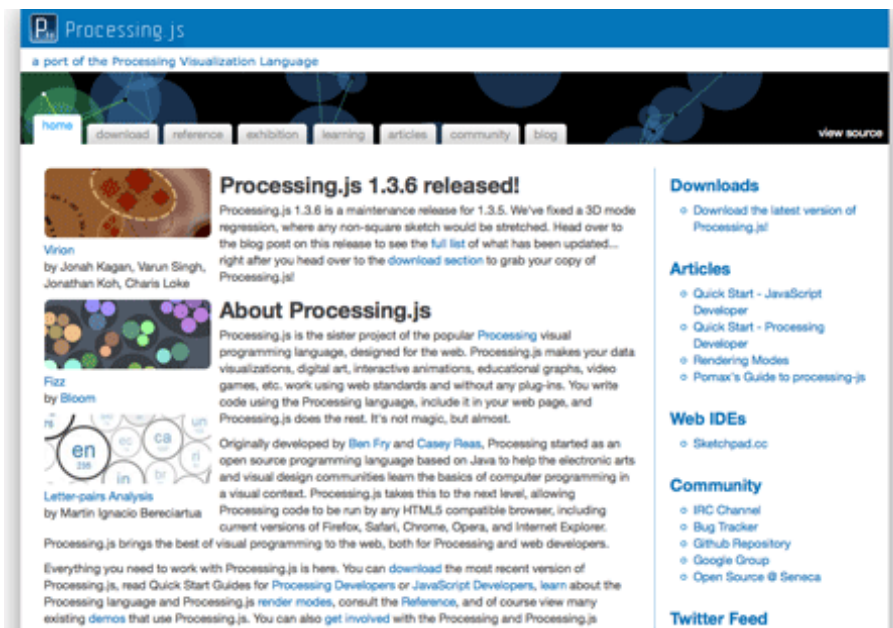 Processing.js
a port of the Processing Visualization Language
home
download
reference
exhibition
learning
articles
community
blog
view source
Virion
by Jonah Kagan, Varun Singh,
Jonathan Koh, Charis Loke
Fizz
by Bloom
en
ec
ca
un
ri
in
br
Letter-pairs Analysis
by Martin Ignacio Bereciartua
Processing.js 1.3.6 released!
Processing.js 1.3.6 is a maintenance release for 1.3.5. We've fixed a 3D mode
regression, where any non-square sketch would be stretched. Head over to
the blog post on this release to see the full list of what has been updated...
right after you head over to the download section to grab your copy of
Processing.js!
About Processing.js
Processing.js is the sister project of the popular Processing visual
programming language, designed for the web. Processing.js makes your data
visualizations, digital art, interactive animations, educational graphs, video
games, etc. work using web standards and without any plug-ins. You write
code using the Processing language, include it in your web page, and
Processing.js does the rest. It's not magic, but almost.
Originally developed by Ben Fry and Casey Reas, Processing started as an
open source programming language based on Java to help the electronic arts
and visual design communities learn the basics of computer programming in
a visual context. Processing.js takes this to the next level, allowing
Processing code to be run by any HTML5 compatible browser, including
current versions of Firefox, Safari, Chrome, Opera, and Internet Explorer.
Processing.js brings the best of visual programming to the web, both for Processing and web developers.
Everything you need to work with Processing.js is here. You can download the most recent version of
Processing.js, read Quick Start Guides for Processing Developers or JavaScript Developers, learn about the
Processing language and Processing.js render modes, consult the Reference, and of course view many
existing demos that use Processing.js. You can also get involved with the Processing and Processing.js
Downloads
Download the latest version of
Processing.js!
Articles
Quick Start - JavaScript
Developer
Quick Start - Processing
Developer
Rendering Modes
Pomax's Guide to processing-js
Web IDEs
Sketchpad.cc
Community
IRC Channel
Bug Tracker
Github Repository
Google Group
Open Source @ Seneca
Twitter Feed